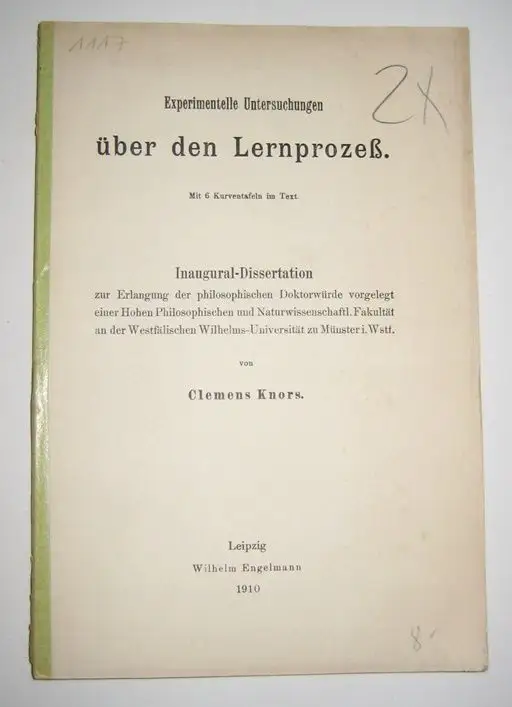 1117
2x
Experimentelle Untersuchungen
über den Lernprozeß.
Mit 6 Kurventafeln im Text.
Inaugural-Dissertation
zur Erlangung der philosophischen Doktorwürde vorgelegt
einer Hohen Philosophischen und Naturwissenschaftl. Fakultät
an der Westfälischen Wilhelms-Universität zu Münster i. Wstf.
von
Clemens Knors.
Leipzig
Wilhelm Engelmann
1910
8